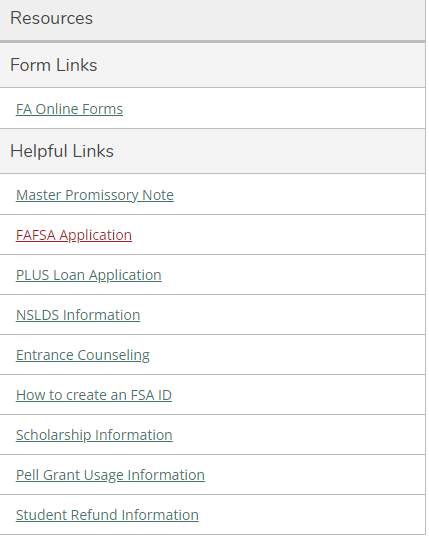 Resources
Form Links
FA Online Forms
Helpful Links
Master Promissory Note
FAFSA Application
PLUS Loan Application
NSLDS Information
Entrance Counseling
How to create an FSA ID
Scholarship Information
Pell Grant Usage Information
Student Refund Information